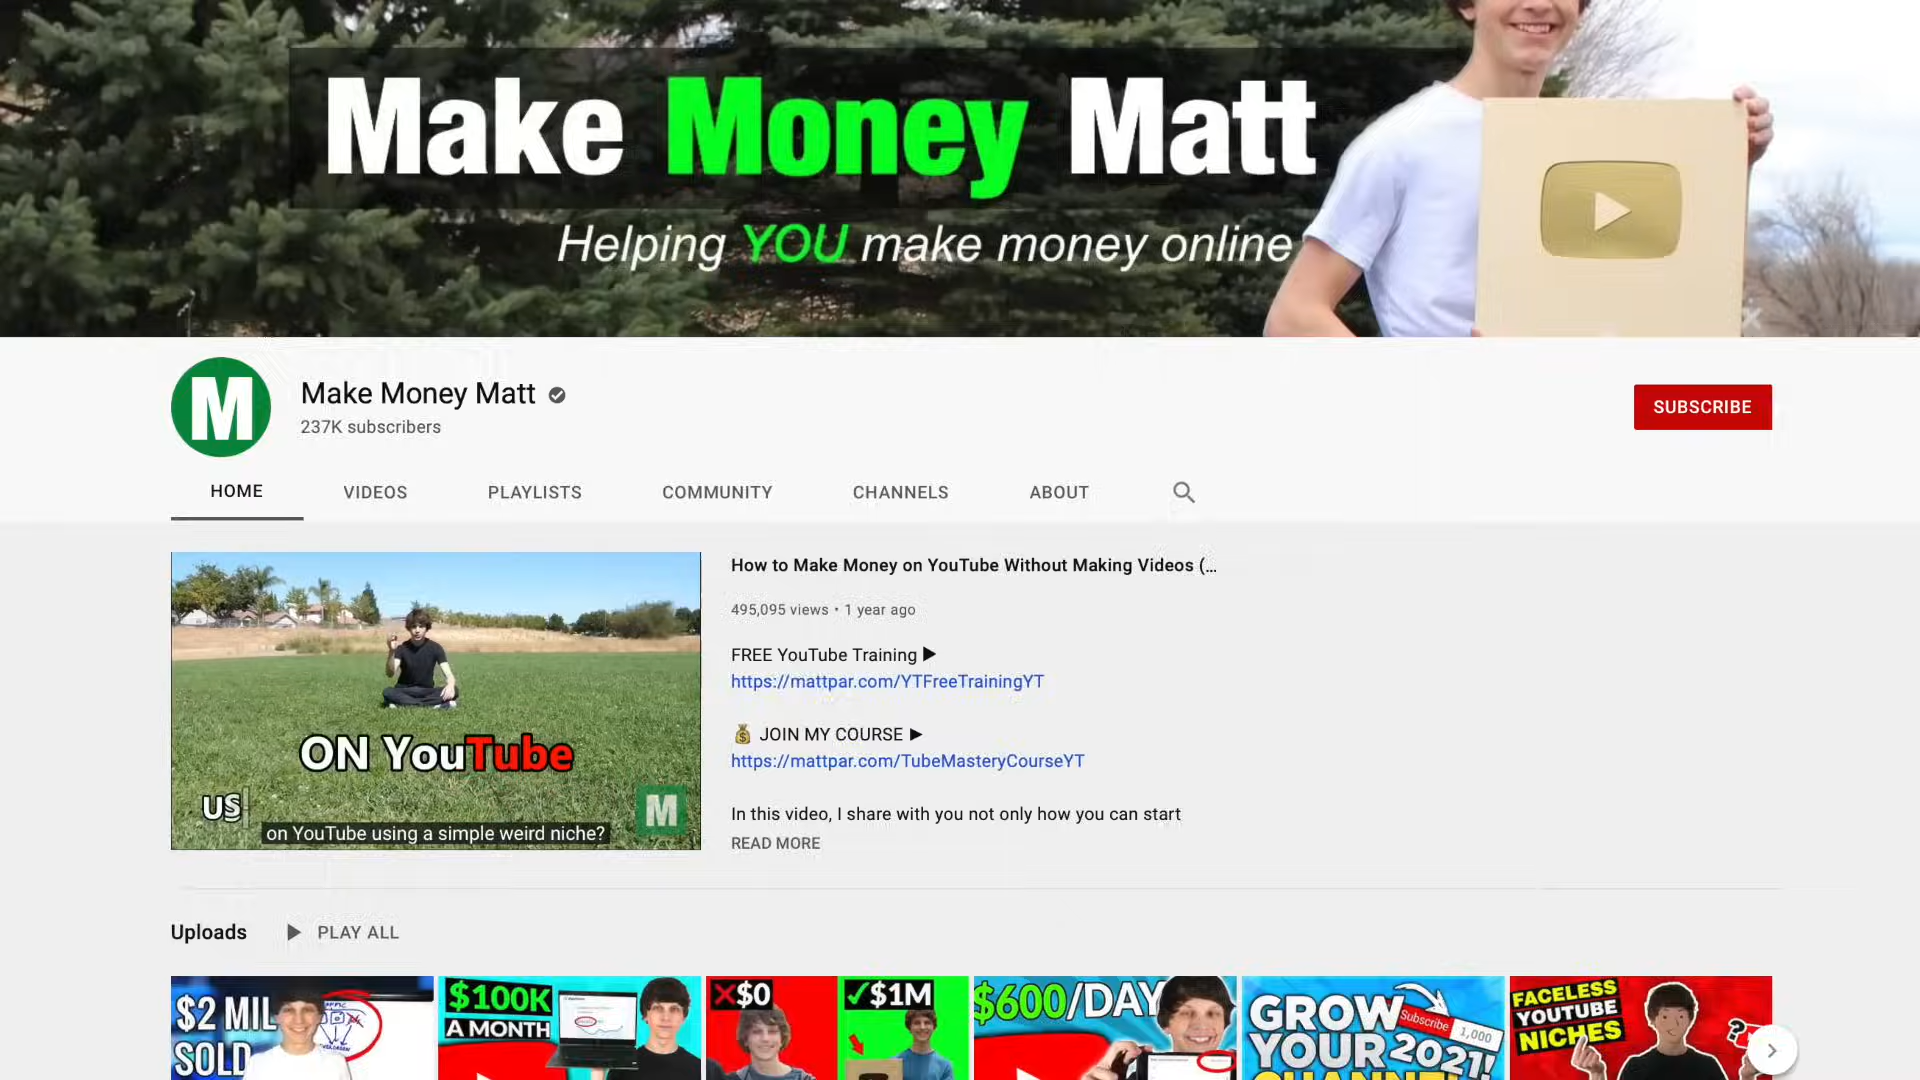 Make Money Matt
Helping YOU make money online
M
Make Money Matt
237K subscribers
SUBSCRIBE
HOME
VIDEOS
PLAYLISTS
COMMUNITY
CHANNELS
ABOUT
ON YouTube
US
on YouTube using a simple weird niche?
M
How to Make Money on YouTube Without Making Videos (...
495,095 views • 1 year ago
FREE YouTube Training ▶
https://mattpar.com/YTFreeTrainingYT
💰 JOIN MY COURSE ▶
https://mattpar.com/TubeMasteryCourseYT
In this video, I share with you not only how you can start
READ MORE
Uploads
PLAY ALL
$2 MIL
SOLD
$100K
A MONTH
$0
$1M
$600/DAY
GROW
Subscribe 1,000
YOUR 2021!
FACELESS
YOUTUBE
NICHES
?